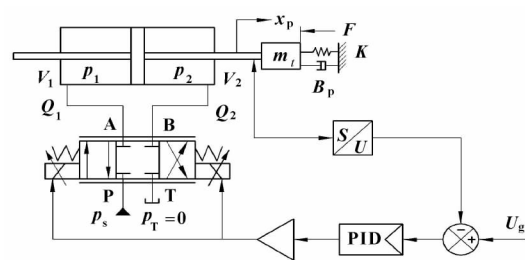 x_p F
K
V_1 p_1 p_2 V_2 m_t
B_p
Q_1 Q_2
A B
S/U
P T
p_s p_T=0
PID
− +
U_g